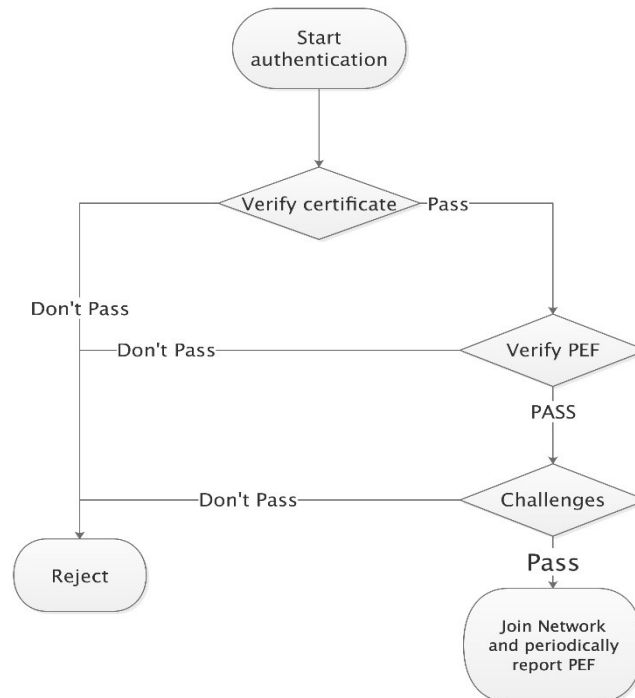 Start
authentication
Verify certificate
Pass
Don't Pass
Don't Pass
Verify PEF
PASS
Don't Pass
Challenges
Pass
Reject
Join Network
and periodically
report PEF